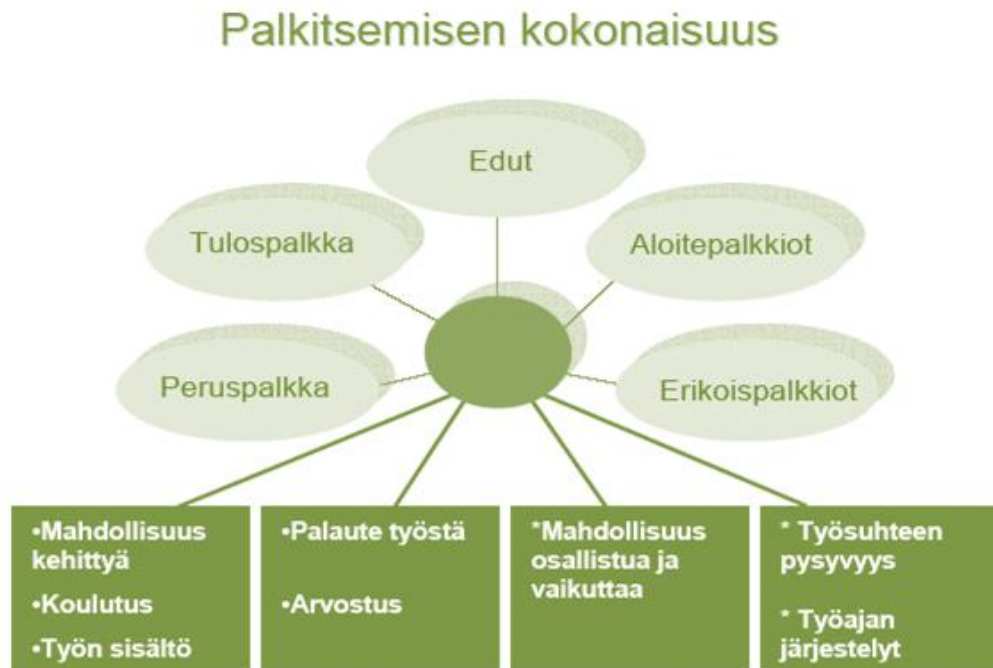 Palkitsemisen kokonaisuus
Edut
Tulospalkka
Aloitepalkkiot
Peruspalkka
Erikoispalkkiot
•Mahdollisuus
kehittyä
•Koulutus
•Työn sisältö
•Palaute työstä
•Arvostus
*Mahdollisuus
osallistua ja
vaikuttaa
* Työsuhteen
pysyvyys
* Työajan
järjestelyt